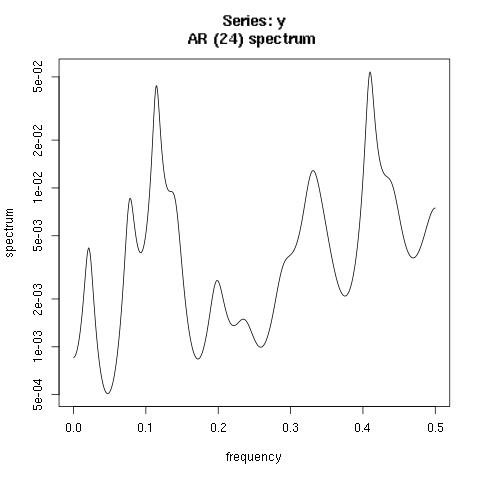 Series: y
AR (24) spectrum
5e-02
2e-02
1e-02
5e-03
2e-03
1e-03
5e-04
spectrum
0.0 0.1 0.2 0.3 0.4 0.5
frequency